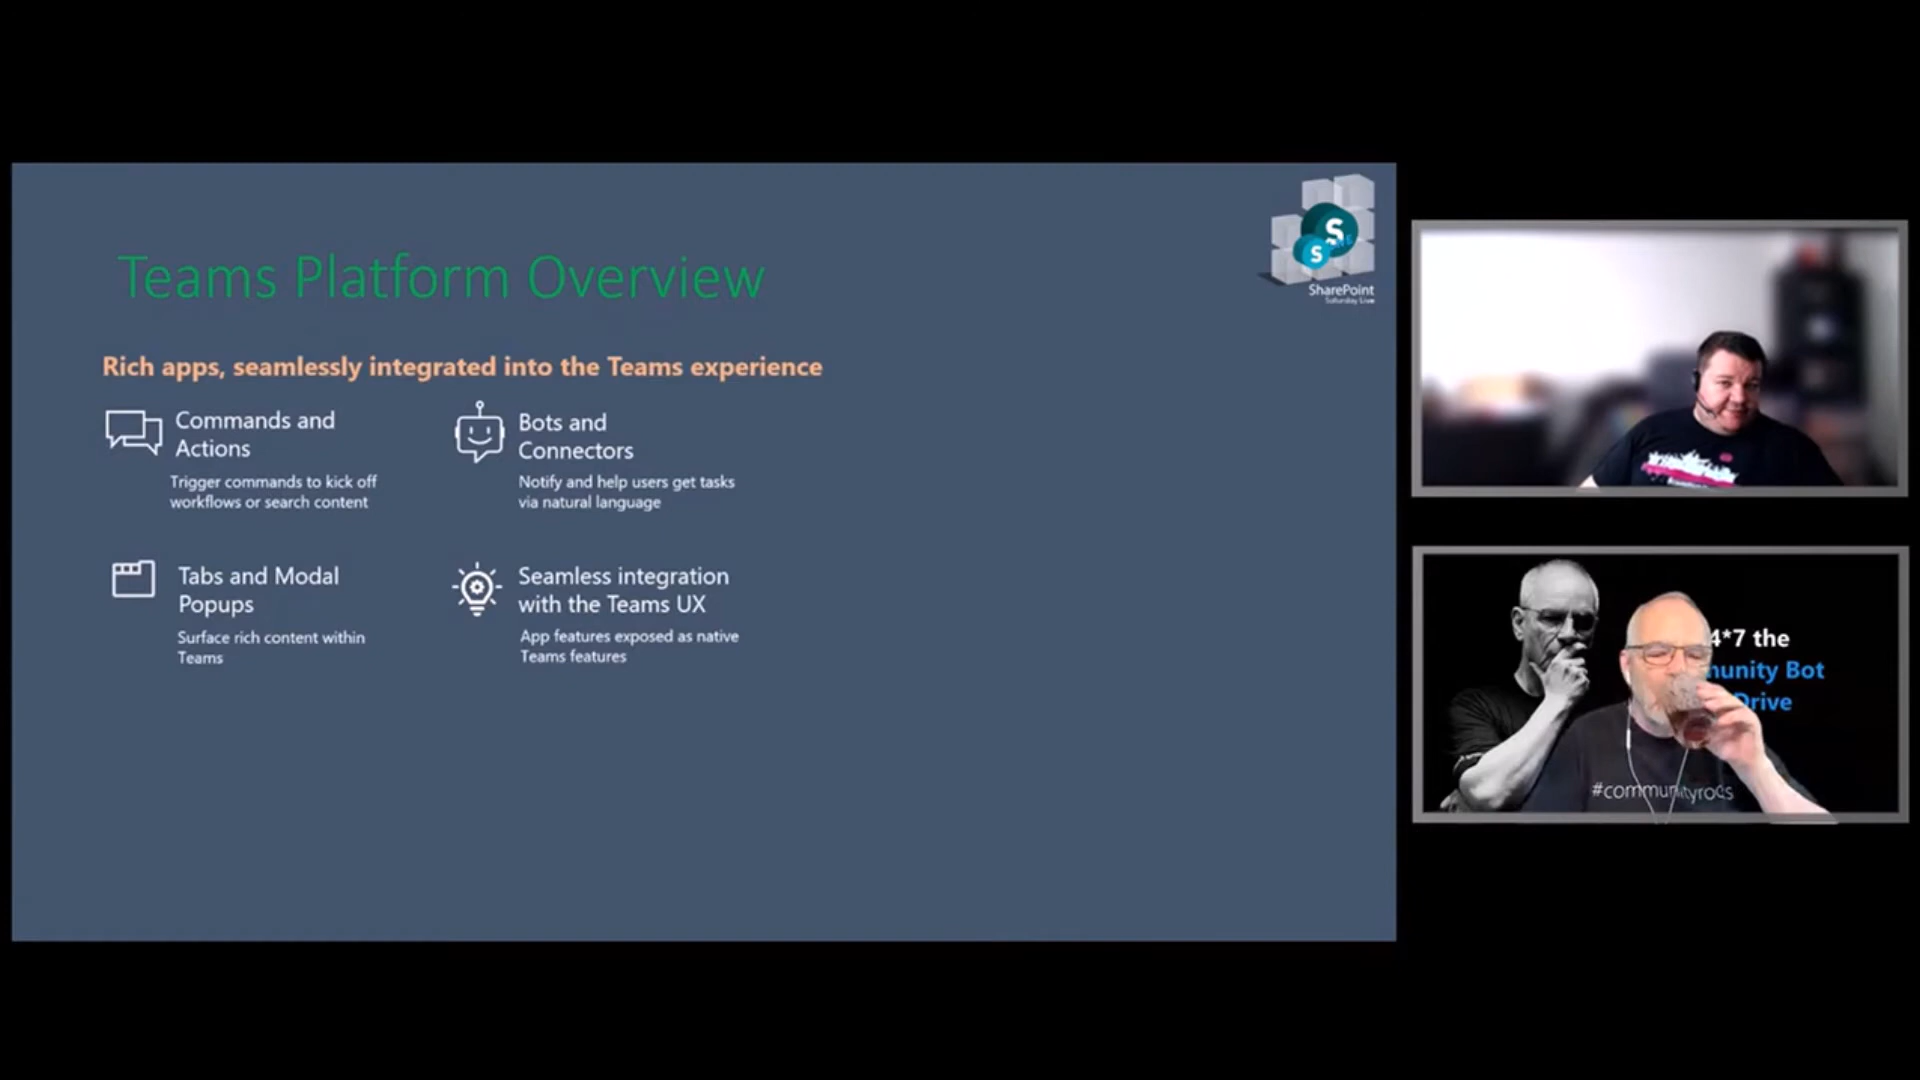 Teams Platform Overview
SharePoint
Saturday Live
Rich apps, seamlessly integrated into the Teams experience
Commands and
Actions
Trigger commands to kick off
workflows or search content
Bots and
Connectors
Notify and help users get tasks
via natural language
Tabs and Modal
Popups
Surface rich content within
Teams
Seamless integration
with the Teams UX
App features exposed as native
Teams features
4*7 the
munity Bot
Drive